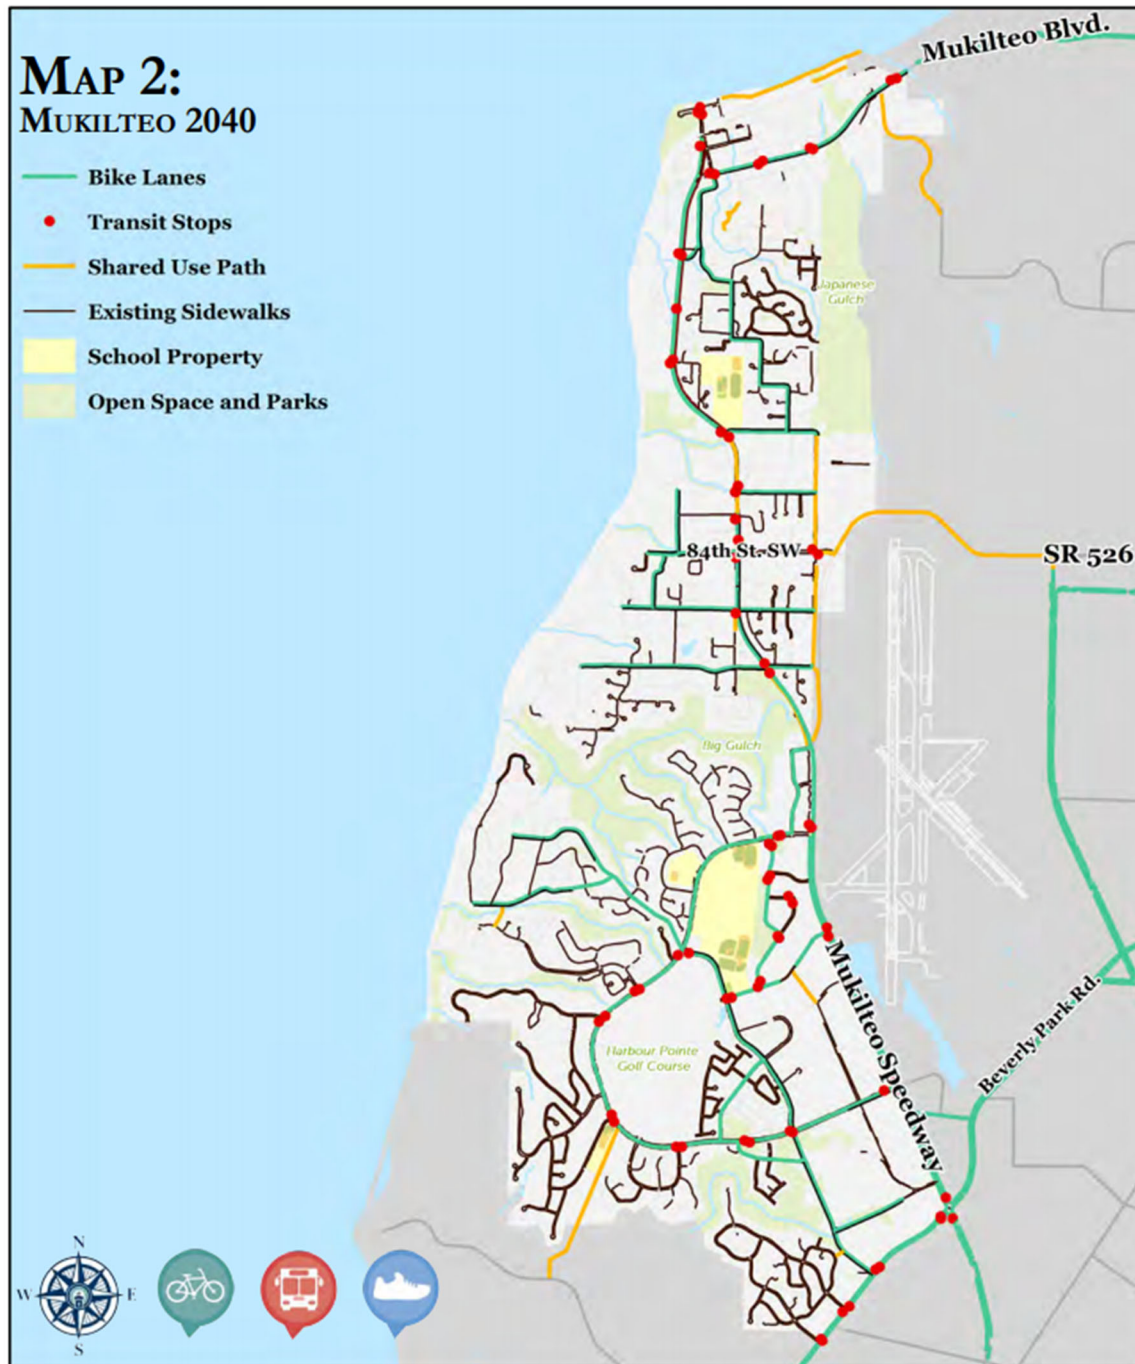 MAP 2:
MUKILTEO 2040
Bike Lanes
Transit Stops
Shared Use Path
Existing Sidewalks
School Property
Open Space and Parks
Mukilteo Blvd.
Japanese
Gulch
84th St. SW
SR 526
Big Gulch
Mukilteo Speedway
Beverly Park Rd.
Harbour Pointe
Golf Course
N
W
E
S